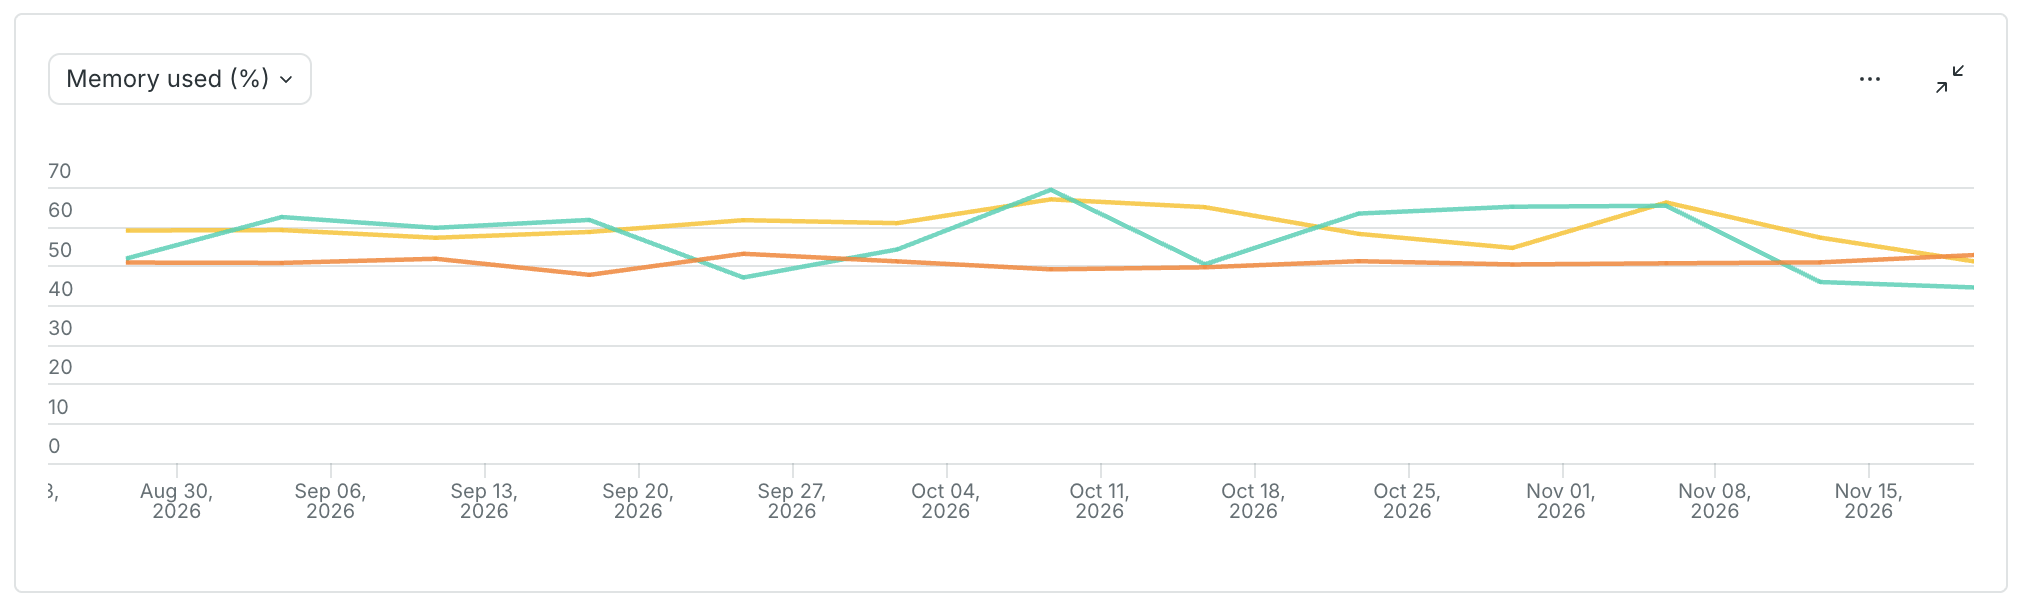 Memory used (%)
70
60
50
40
30
20
10
0
Aug 30, 2026
Sep 06, 2026
Sep 13, 2026
Sep 20, 2026
Sep 27, 2026
Oct 04, 2026
Oct 11, 2026
Oct 18, 2026
Oct 25, 2026
Nov 01, 2026
Nov 08, 2026
Nov 15, 2026